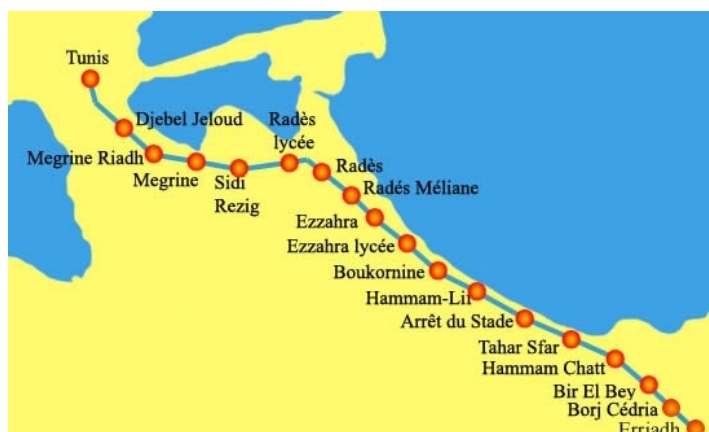 Tunis
Djebel Jeloud
Megrine Riadh
Megrine
Sidi
Rezig
Radès
lycée
Radès
Radés Méliane
Ezzahra
Ezzahra lycée
Boukornine
Hammam-Lif
Arrêt du Stade
Tahar Sfar
Hammam Chatt
Bir El Bey
Borj Cédria
Erriadh